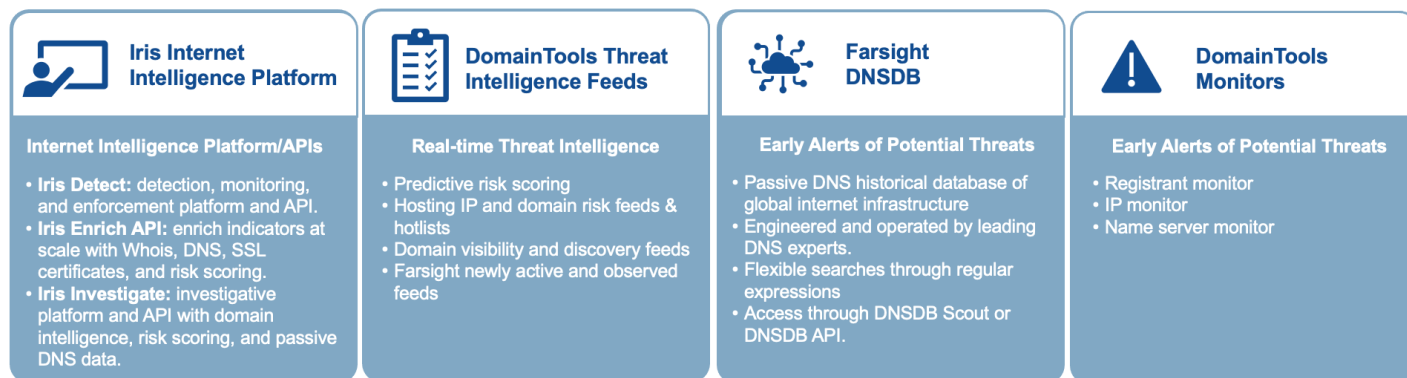 Iris Internet
Intelligence Platform
Internet Intelligence Platform/APIs
• Iris Detect: detection, monitoring,
and enforcement platform and API.
• Iris Enrich API: enrich indicators at
scale with Whois, DNS, SSL
certificates, and risk scoring.
• Iris Investigate: investigative
platform and API with domain
intelligence, risk scoring, and passive
DNS data.
DomainTools Threat
Intelligence Feeds
Real-time Threat Intelligence
• Predictive risk scoring
• Hosting IP and domain risk feeds &
hotlists
• Domain visibility and discovery feeds
• Farsight newly active and observed
feeds
Farsight
DNSDB
Early Alerts of Potential Threats
• Passive DNS historical database of
global internet infrastructure
• Engineered and operated by leading
DNS experts.
• Flexible searches through regular
expressions
• Access through DNSDB Scout or
DNSDB API.
DomainTools
Monitors
Early Alerts of Potential Threats
• Registrant monitor
• IP monitor
• Name server monitor